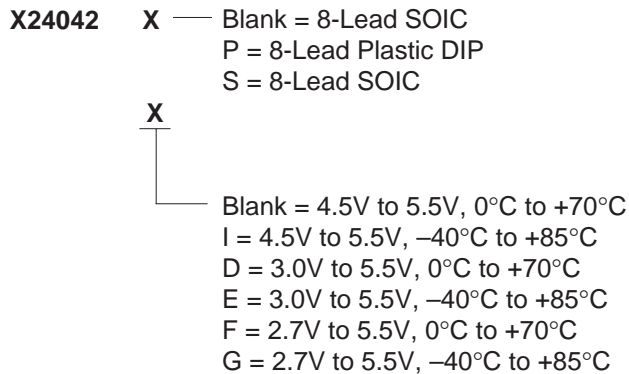 X24042 X Blank = 8-Lead SOIC
P = 8-Lead Plastic DIP
S = 8-Lead SOIC
X
Blank = 4.5V to 5.5V, 0°C to +70°C
I = 4.5V to 5.5V, –40°C to +85°C
D = 3.0V to 5.5V, 0°C to +70°C
E = 3.0V to 5.5V, –40°C to +85°C
F = 2.7V to 5.5V, 0°C to +70°C
G = 2.7V to 5.5V, –40°C to +85°C